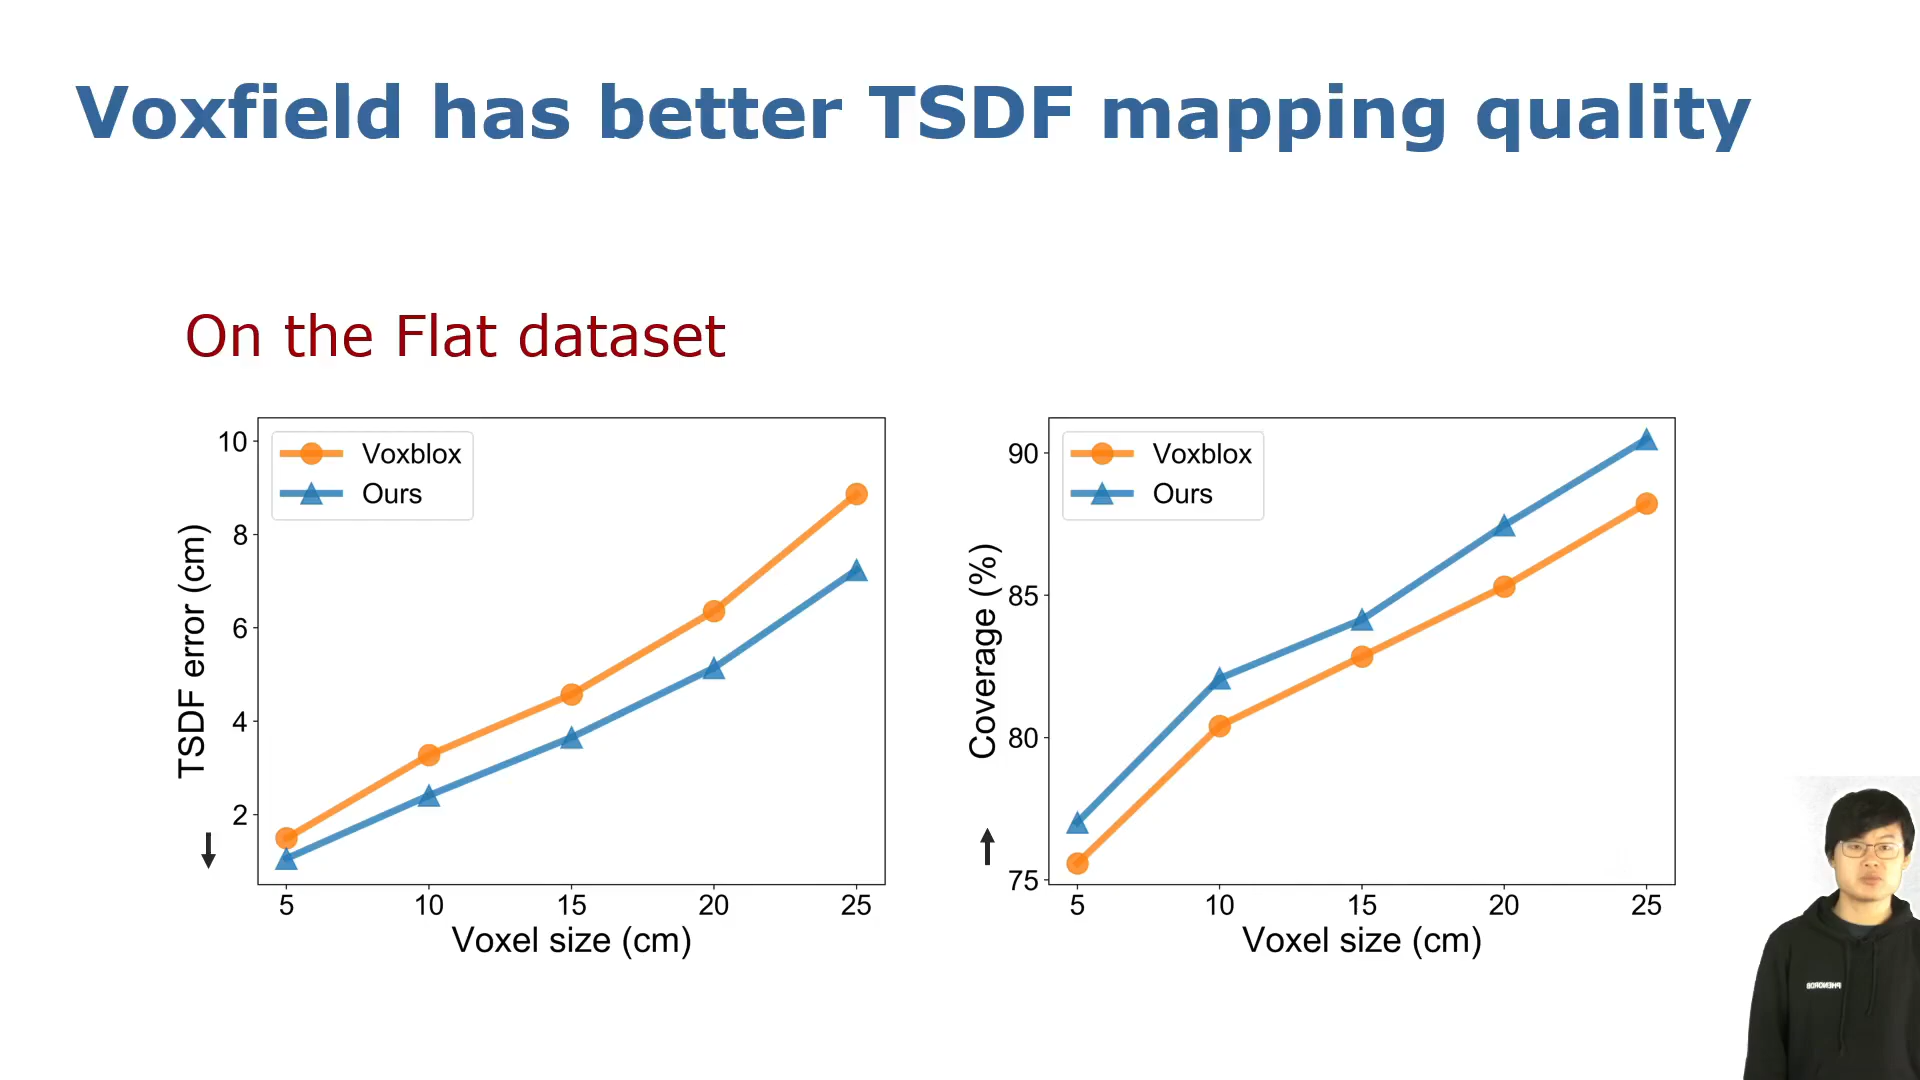 Voxfield has better TSDF mapping quality
On the Flat dataset
10
8
6
4
2
TSDF error (cm)
Voxblox
Ours
5 10 15 20 25
Voxel size (cm)
90
85
80
75
Coverage (%)
Voxblox
Ours
5 10 15 20 25
Voxel size (cm)
PHENOROB